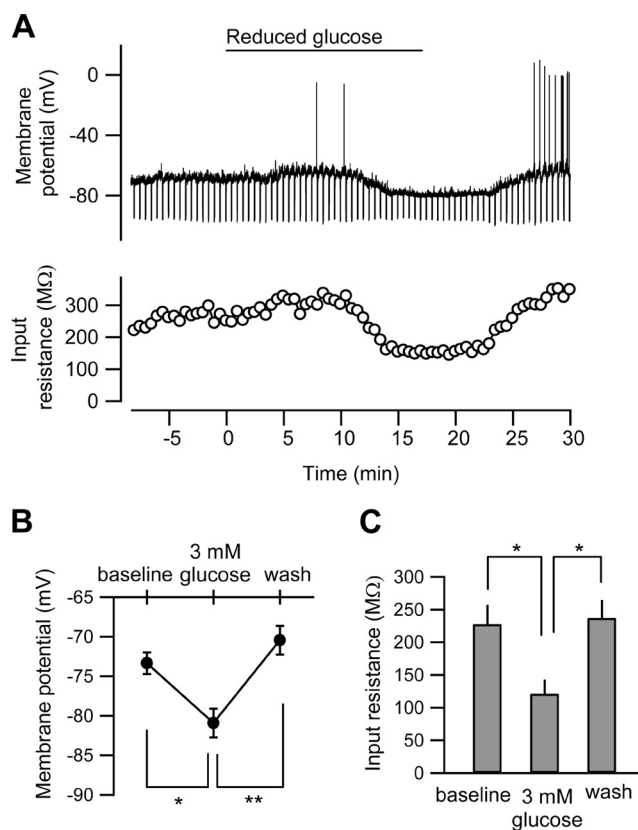 A
Reduced glucose
Membrane
potential (mV)
0
-40
-80
Input
resistance (MΩ)
300
200
100
0
-5 0 5 10 15 20 25 30
Time (min)
B
3 mM
baseline glucose wash
Membrane potential (mV)
-65
-70
-75
-80
-85
-90
* **
C
* *
Input resistance (MΩ)
300
250
200
150
100
50
0
baseline 3 mM wash
glucose